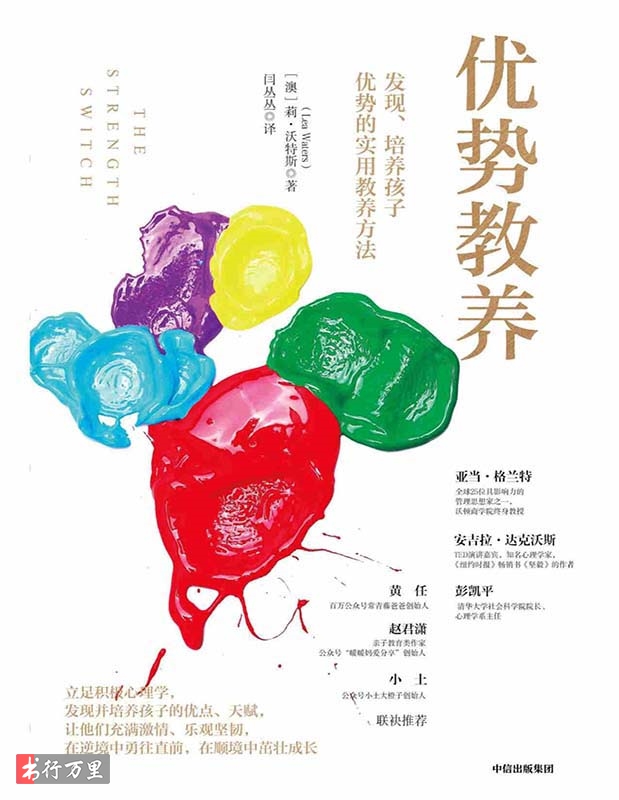 优势教养
发现、培养孩子
优势的实用教养方法
(Lea Waters)
［澳］莉·沃特斯◎著
闫丛丛◎译
THE
STRENGTH
SWITCH
亚当·格兰特
全球25位具影响力的
管理思想家之一，
沃顿商学院终身教授
安吉拉·达克沃斯
TED演讲嘉宾，知名心理学家，
《纽约时报》畅销书《坚毅》的作者
黄 任
百万公众号常青藤爸爸创始人
彭凯平
清华大学社会科学院院长、
心理学系主任
赵君潇
亲子教育类作家
公众号“暖暖妈爱分享”创始人
小 土
公众号小土大橙子创始人
联袂推荐
立足积极心理学，
发现并培养孩子的优点、天赋，
让他们充满激情、乐观坚韧，
在逆境中勇往直前，在顺境中茁壮成长
书行万里
中信出版集团